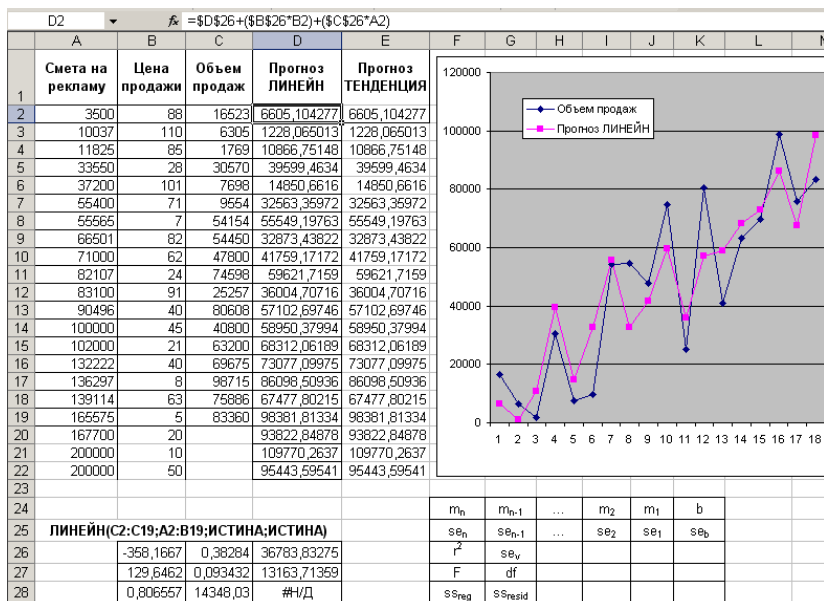 D2 fx =$D$26+($B$26*B2)+($C$26*A2)
A B C D E F G H I J K L
1 Смета на рекламу Цена продажи Объем продаж Прогноз ЛИНЕЙН Прогноз ТЕНДЕНЦИЯ
2 3500 88 16523 6605,104277 6605,104277
3 10037 110 6305 1228,065013 1228,065013
4 11825 85 1769 10866,75148 10866,75148
5 33550 28 30570 39599,4634 39599,4634
6 37200 101 7698 14850,6616 14850,6616
7 55400 71 9554 32563,35972 32563,35972
8 55565 7 54154 55549,19763 55549,19763
9 66501 82 54450 32873,43822 32873,43822
10 71000 62 47800 41759,17172 41759,17172
11 82107 24 74598 59621,7159 59621,7159
12 83100 91 25257 36004,70716 36004,70716
13 90496 40 80608 57102,69746 57102,69746
14 100000 45 40800 58950,37994 58950,37994
15 102000 21 63200 68312,06189 68312,06189
16 132222 40 69675 73077,09975 73077,09975
17 136297 8 98715 86098,50936 86098,50936
18 139114 63 75886 67477,80215 67477,80215
19 165575 5 83360 98381,81334 98381,81334
20 167700 20 93822,84878 93822,84878
21 200000 10 109770,2637 109770,2637
22 200000 50 95443,59541 95443,59541
23
120000
100000
80000
60000
40000
20000
0
Объем продаж
Прогноз ЛИНЕЙН
1 2 3 4 5 6 7 8 9 10 11 12 13 14 15 16 17 18
24 mn mn-1 ... m2 m1 b
25 ЛИНЕЙН(C2:C19;A2:B19;ИСТИНА;ИСТИНА) sen sen-1 ... se2 se1 seb
26 -358,1667 0,38284 36783,83275 r2 sev
27 129,6462 0,093432 13163,71359 F df
28 0,806557 14348,03 #Н/Д ssreg ssresid